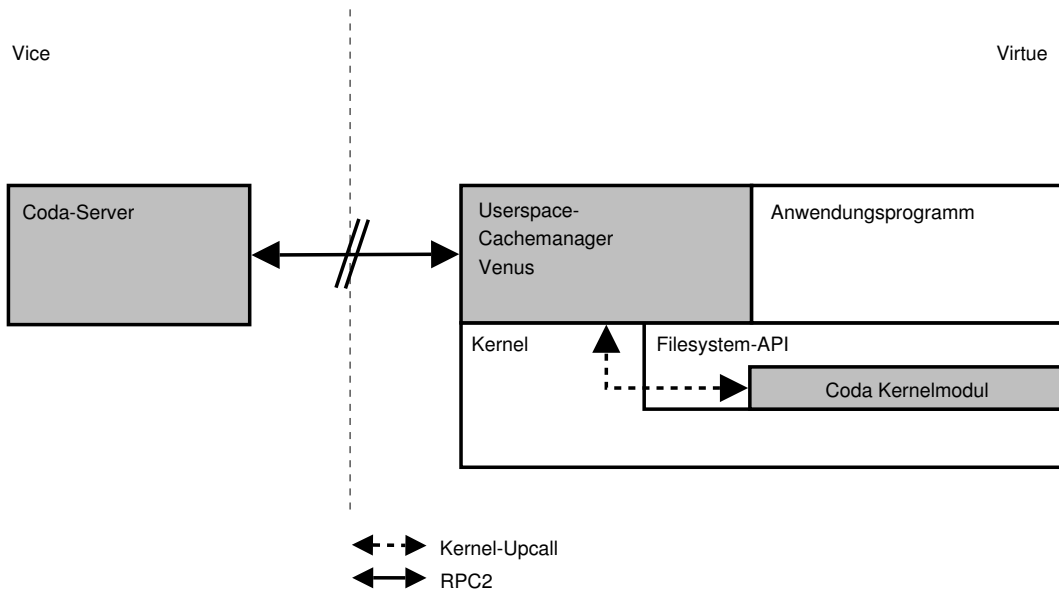 Vice
Virtue
Coda-Server
Userspace-
Cachemanager
Venus
Anwendungsprogramm
Kernel
Filesystem-API
Coda Kernelmodul
Kernel-Upcall
RPC2